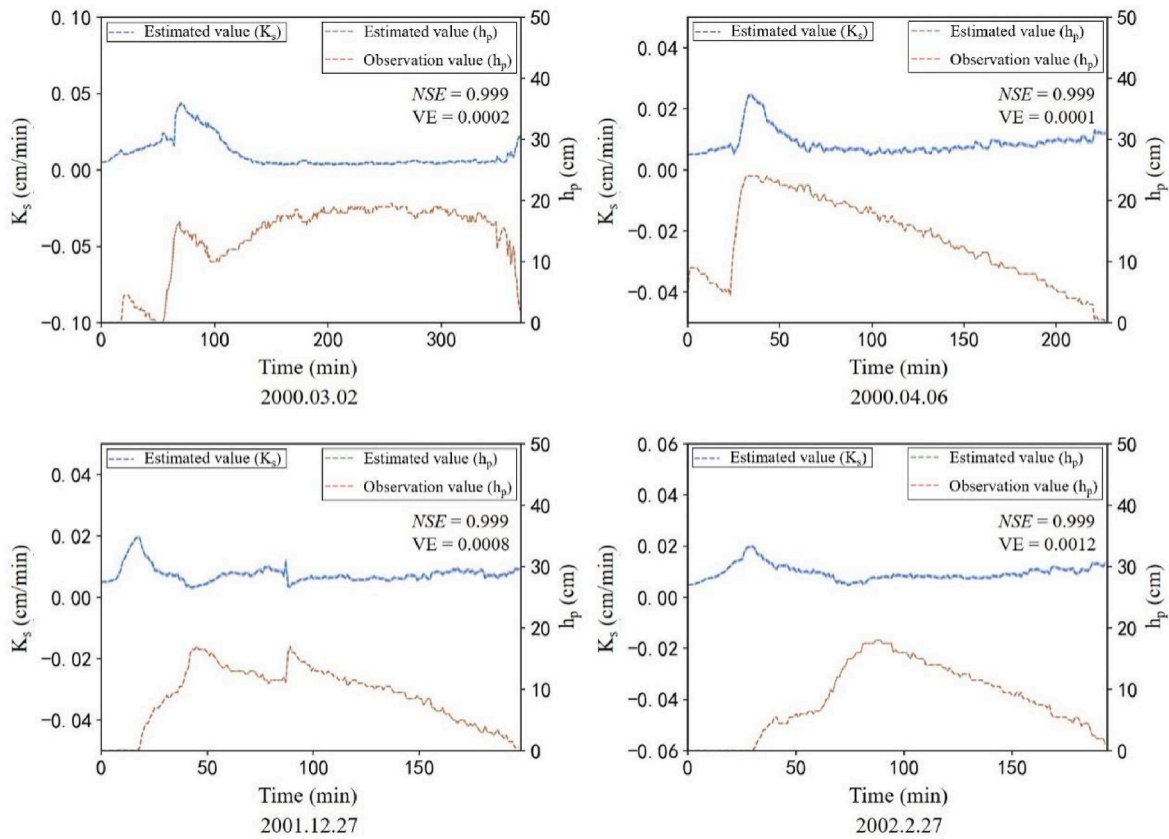 Estimated value (Kₛ)
Estimated value (hₚ)
Observation value (hₚ)
NSE = 0.999
VE = 0.0002
0.10
0.05
0.00
−0.05
−0.10
Kₛ (cm/min)
50
40
30
20
10
0
hₚ (cm)
0 100 200 300
Time (min)
2000.03.02
Estimated value (Kₛ)
Estimated value (hₚ)
Observation value (hₚ)
NSE = 0.999
VE = 0.0001
0.04
0.02
0.00
−0.02
−0.04
Kₛ (cm/min)
50
40
30
20
10
0
hₚ (cm)
0 50 100 150 200
Time (min)
2000.04.06
Estimated value (Kₛ)
Estimated value (hₚ)
Observation value (hₚ)
NSE = 0.999
VE = 0.0008
0.04
0.02
0.00
−0.02
−0.04
Kₛ (cm/min)
50
40
30
20
10
0
hₚ (cm)
0 50 100 150
Time (min)
2001.12.27
Estimated value (Kₛ)
Estimated value (hₚ)
Observation value (hₚ)
NSE = 0.999
VE = 0.0012
0.06
0.04
0.02
0.00
−0.02
−0.04
−0.06
Kₛ (cm/min)
50
40
30
20
10
0
hₚ (cm)
0 50 100 150
Time (min)
2002.2.27